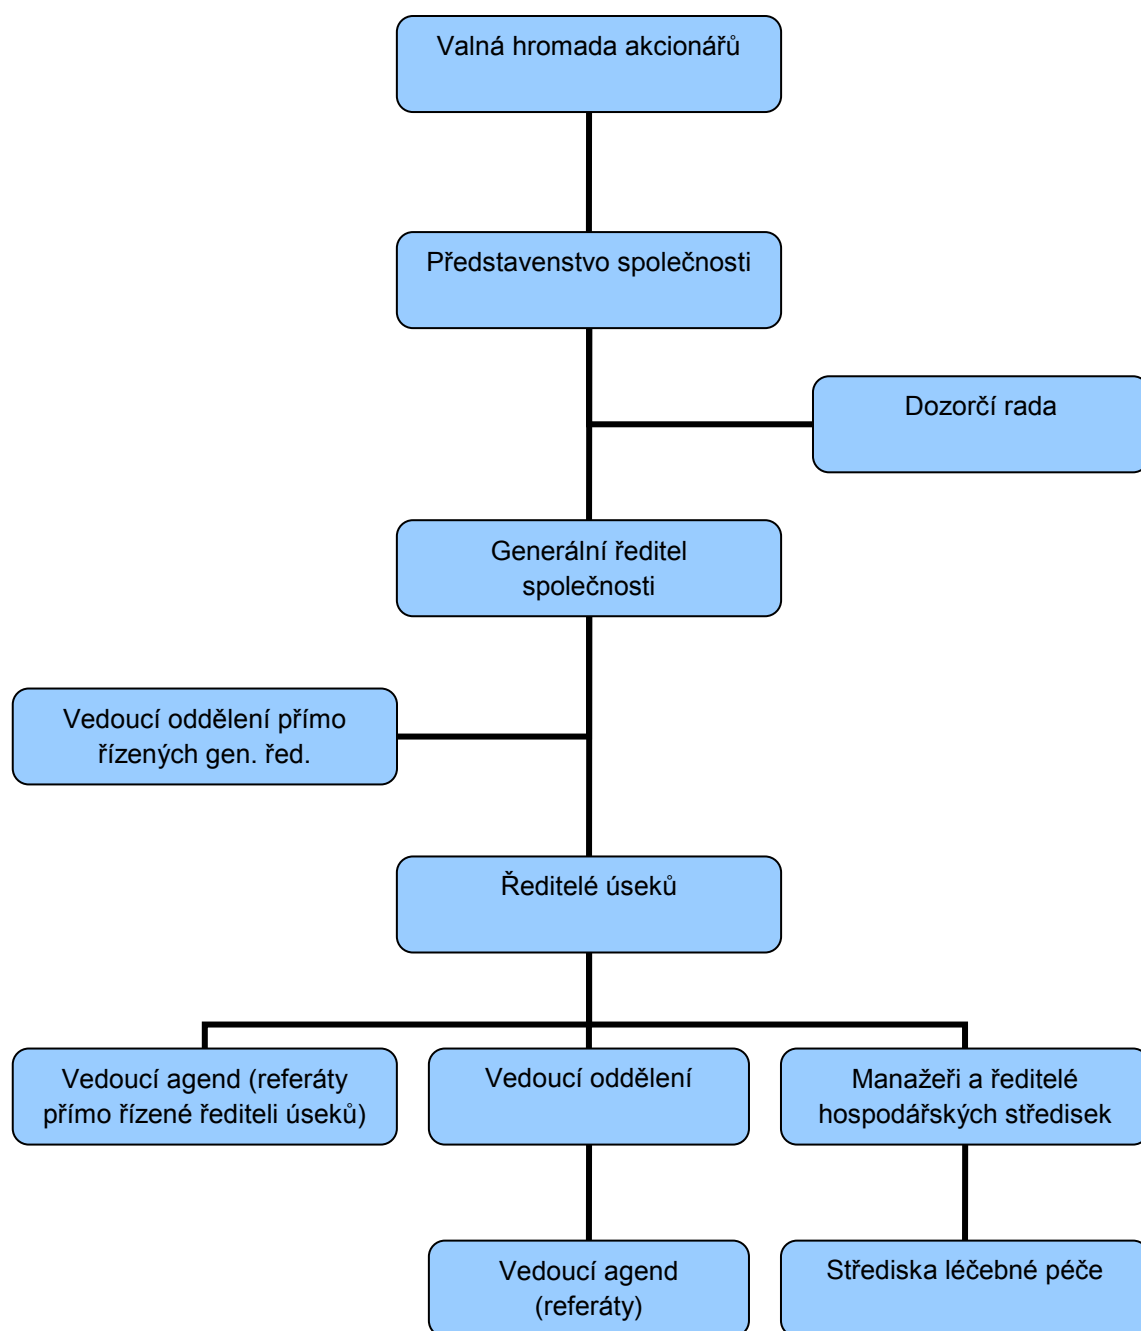 Valná hromada akcionářů
Představenstvo společnosti
Dozorčí rada
Generální ředitel
společnosti
Vedoucí oddělení přímo
řízených gen. řed.
Ředitelé úseků
Vedoucí agend (referáty
přímo řízené řediteli úseků)
Vedoucí oddělení
Manažeři a ředitelé
hospodářských středisek
Vedoucí agend
(referáty)
Střediska léčebné péče